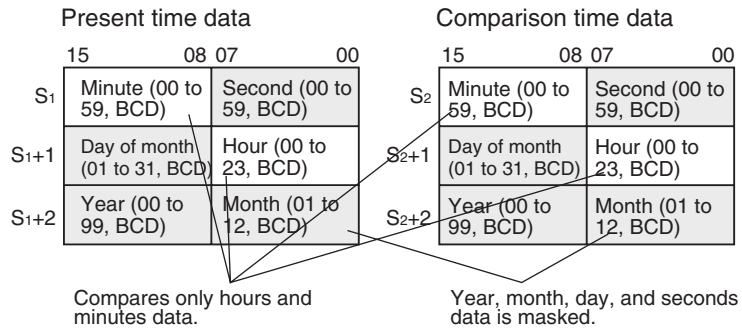 Present time data
Comparison time data
15 08 07 00
15 08 07 00
S1 Minute (00 to 59, BCD) Second (00 to 59, BCD)
S2 Minute (00 to 59, BCD) Second (00 to 59, BCD)
S1+1 Day of month (01 to 31, BCD) Hour (00 to 23, BCD)
S2+1 Day of month (01 to 31, BCD) Hour (00 to 23, BCD)
S1+2 Year (00 to 99, BCD) Month (01 to 12, BCD)
S2+2 Year (00 to 99, BCD) Month (01 to 12, BCD)
Compares only hours and
minutes data.
Year, month, day, and seconds
data is masked.